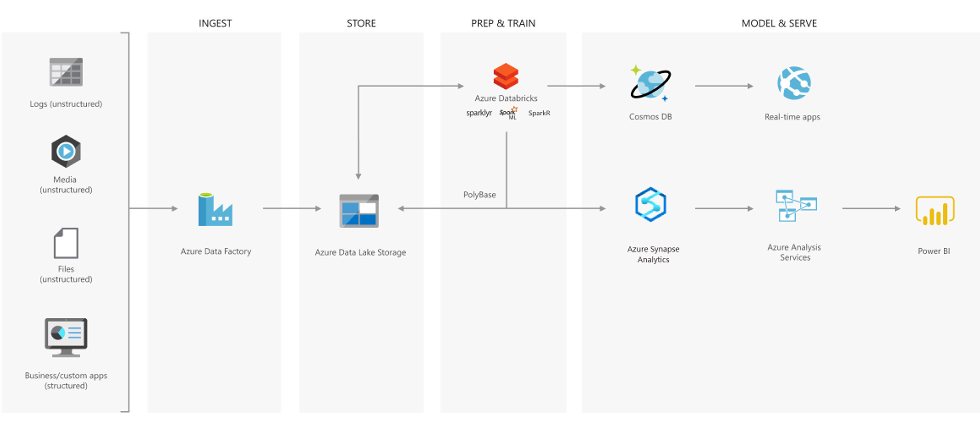 INGEST
STORE
PREP & TRAIN
MODEL & SERVE
Logs (unstructured)
Media
(unstructured)
Files
(unstructured)
Business/custom apps
(structured)
Azure Data Factory
Azure Data Lake Storage
Azure Databricks
sparklyr
Spark
ML
SparkR
PolyBase
Cosmos DB
Real-time apps
Azure Synapse
Analytics
Azure Analysis
Services
Power BI